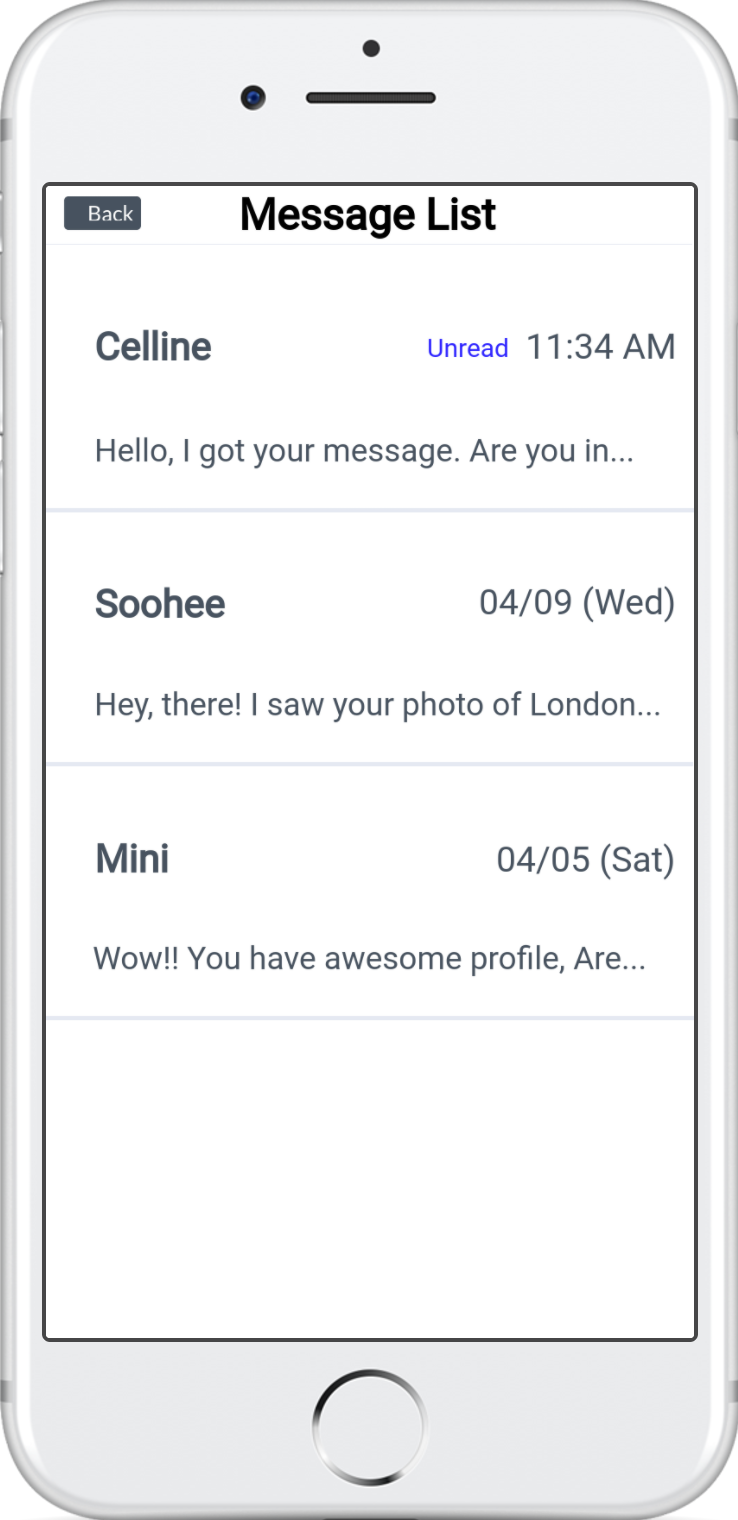 Back
Message List
Celline
Unread 11:34 AM
Hello, I got your message. Are you in...
Soohee
04/09 (Wed)
Hey, there! I saw your photo of London...
Mini
04/05 (Sat)
Wow!! You have awesome profile, Are...